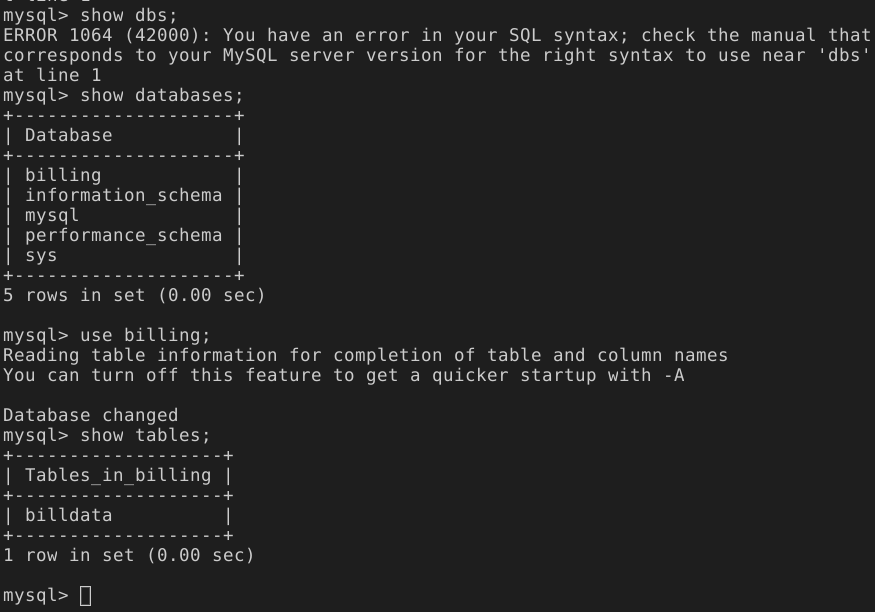 mysql> show dbs;
ERROR 1064 (42000): You have an error in your SQL syntax; check the manual that
corresponds to your MySQL server version for the right syntax to use near 'dbs'
at line 1
mysql> show databases;
+--------------------+
| Database           |
+--------------------+
| billing            |
| information_schema |
| mysql              |
| performance_schema |
| sys                |
+--------------------+
5 rows in set (0.00 sec)

mysql> use billing;
Reading table information for completion of table and column names
You can turn off this feature to get a quicker startup with -A

Database changed
mysql> show tables;
+-------------------+
| Tables_in_billing |
+-------------------+
| billdata          |
+-------------------+
1 row in set (0.00 sec)

mysql>